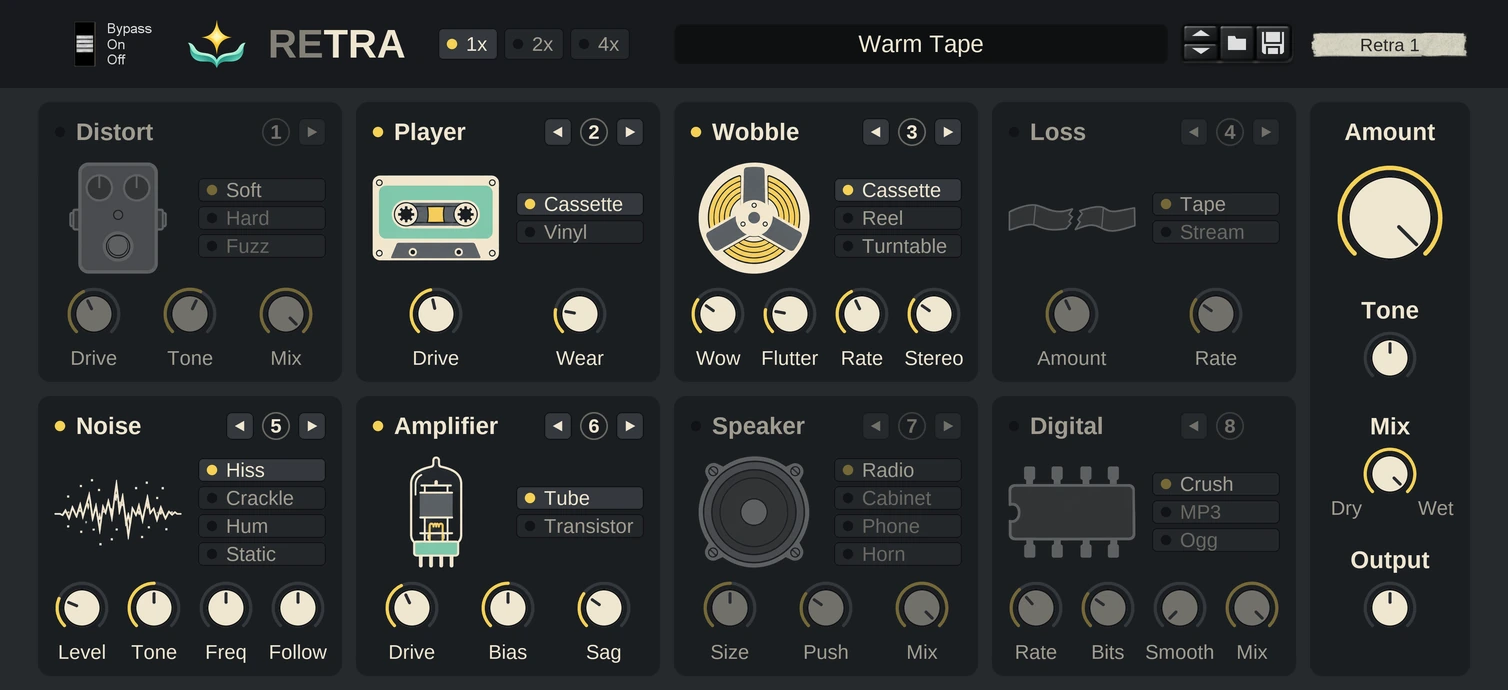 Bypass
On
Off
RETRA
1x
2x
4x
Warm Tape
Retra 1
Distort
1
Soft
Hard
Fuzz
Drive
Tone
Mix
Player
2
Cassette
Vinyl
Drive
Wear
Wobble
3
Cassette
Reel
Turntable
Wow
Flutter
Rate
Stereo
Loss
4
Tape
Stream
Amount
Rate
Noise
5
Hiss
Crackle
Hum
Static
Level
Tone
Freq
Follow
Amplifier
6
Tube
Transistor
Drive
Bias
Sag
Speaker
7
Radio
Cabinet
Phone
Horn
Size
Push
Mix
Digital
8
Crush
MP3
Ogg
Rate
Bits
Smooth
Mix
Amount
Tone
Mix
Dry
Wet
Output